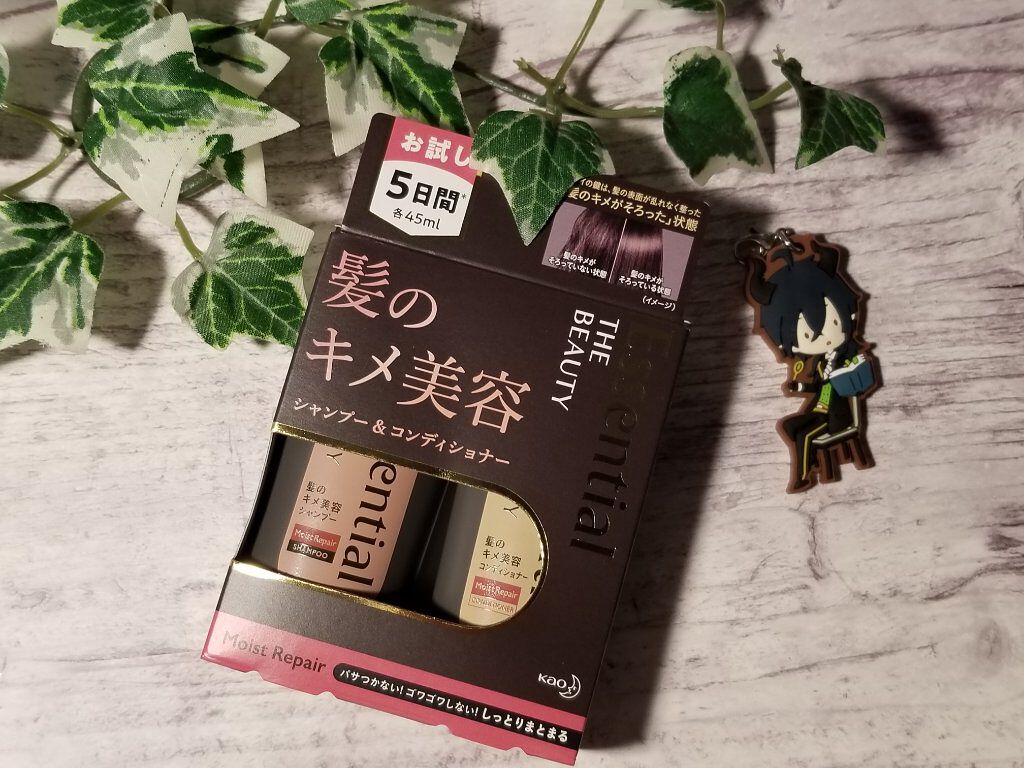 お試し
5日間*
各45ml
イの鍵は、髪の表面が乱れなく整った
髪のキメがそろった」状態
髪のキメが
そろっていない状態
髪のキメが
そろっている状態
(イメージ)
髪の
キメ美容
シャンプー&コンディショナー
THE
BEAUTY
Essential
ential
髪の
キメ美容
シャンプー
Moist Repair
SHAMPOO
髪の
キメ美容
コンディショナー
Moist Repair
CONDITIONER
Moist Repair
パサつかない!ゴワゴワしない!しっとりまとまる
Kao